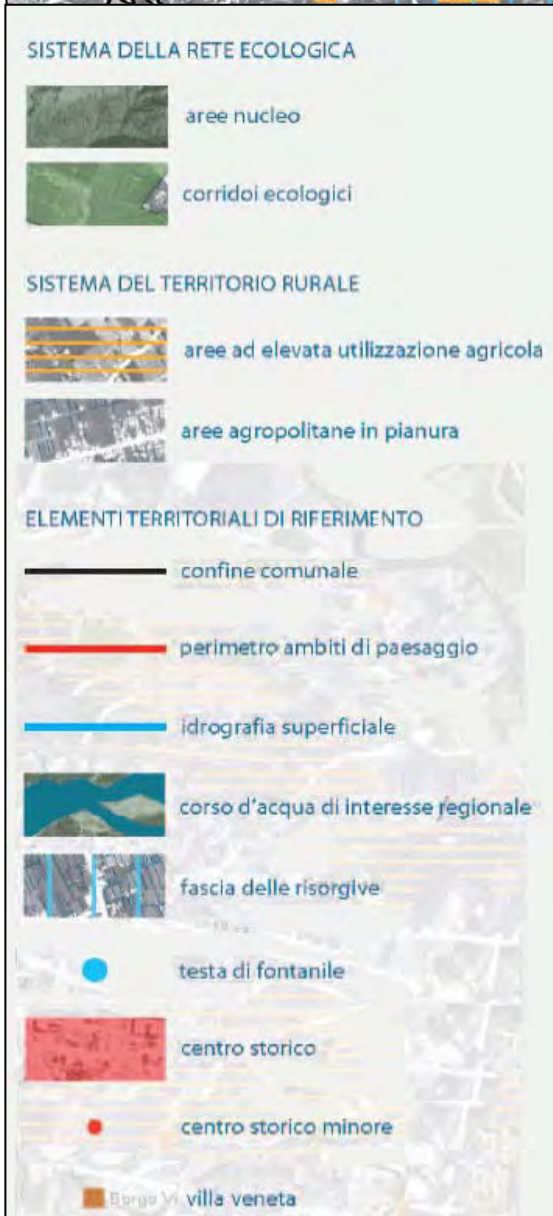 SISTEMA DELLA RETE ECOLOGICA
aree nucleo
corridoi ecologici
SISTEMA DEL TERRITORIO RURALE
aree ad elevata utilizzazione agricola
aree agropolitane in pianura
ELEMENTI TERRITORIALI DI RIFERIMENTO
confine comunale
perimetro ambiti di paesaggio
idrografia superficiale
corso d'acqua di interesse regionale
fascia delle risorgive
testa di fontanile
centro storico
centro storico minore
Borgo Vi
villa veneta